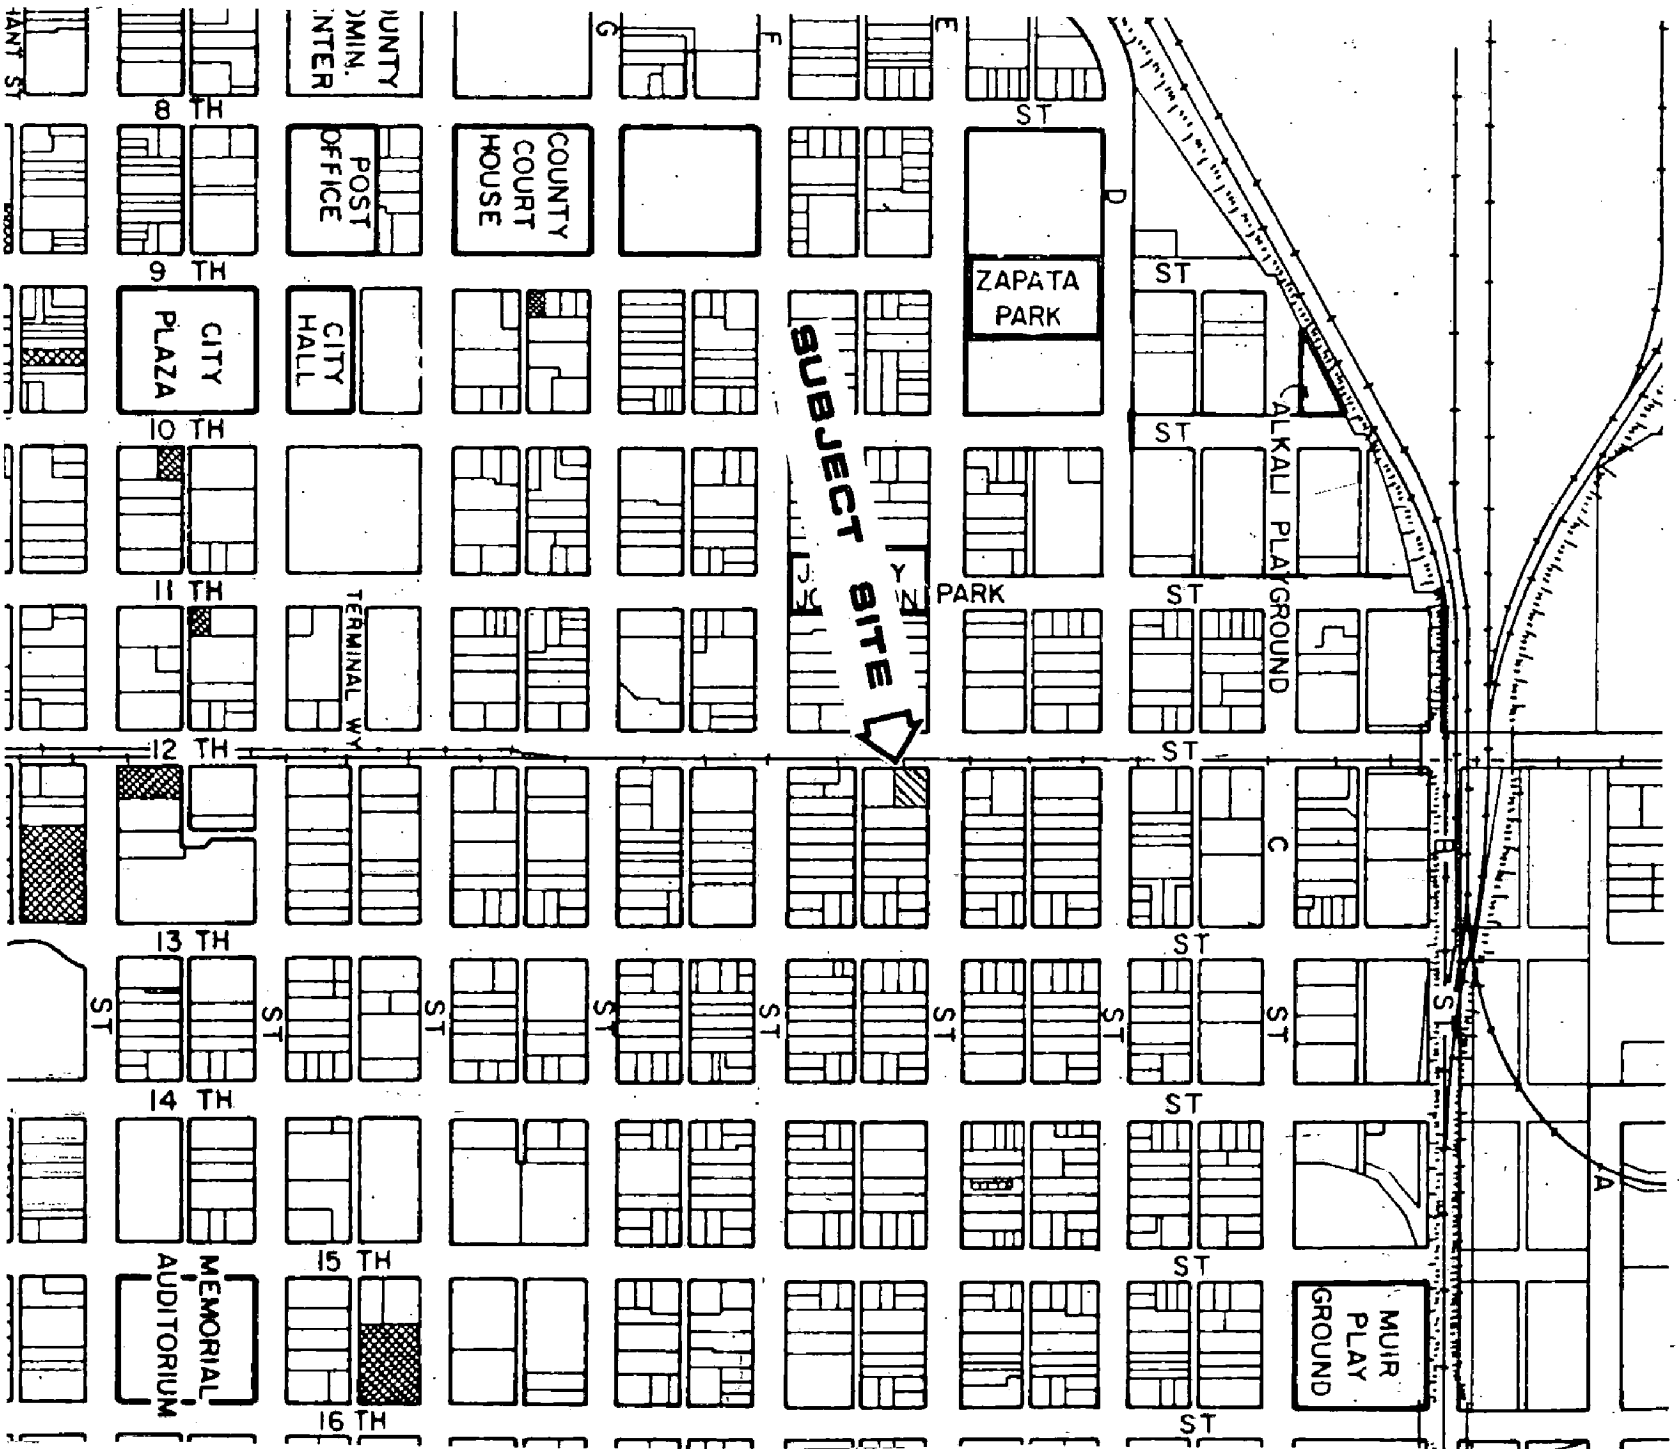 COUNTY
ADMIN.
CENTER
G
F
E
8 TH
ST
POST
OFFICE
COUNTY
COURT
HOUSE
D
9 TH
ST
ZAPATA
PARK
CITY
PLAZA
CITY
HALL
10 TH
ST
ALKALI PLAYGROUND
SUBJECT SITE
11 TH
PARK
ST
TERMINAL WY
12 TH
ST
C
B
13 TH
ST
ST
ST
ST
ST
ST
ST
ST
ST
S
14 TH
ST
A
15 TH
ST
MEMORIAL
AUDITORIUM
MUIR
PLAY
GROUND
16 TH
ST